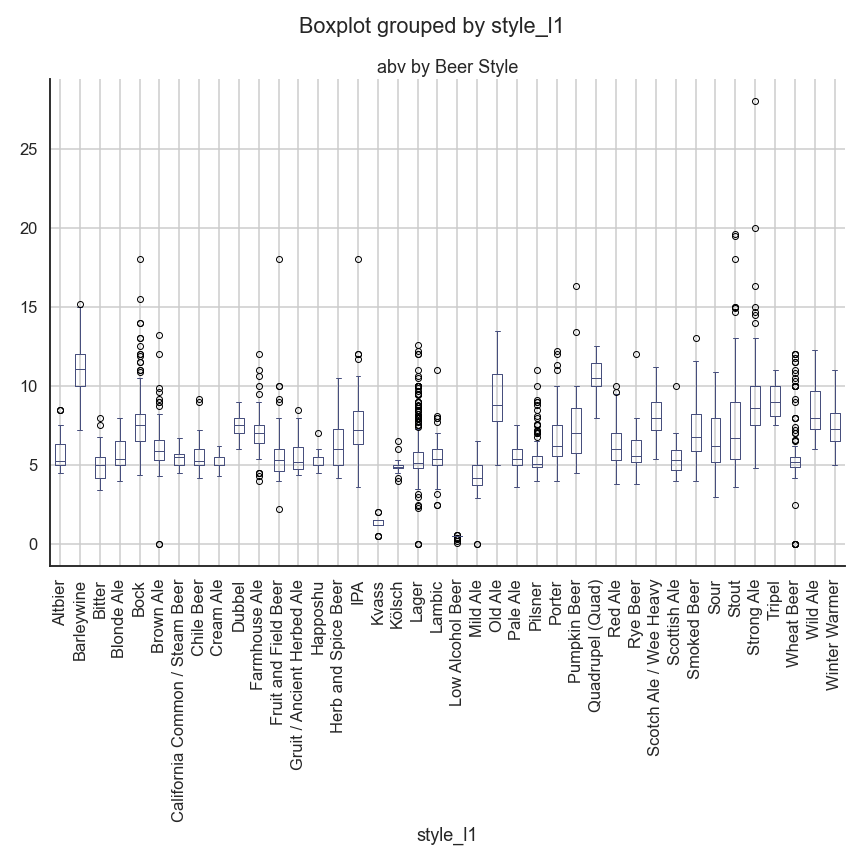 Boxplot grouped by style_l1
abv by Beer Style
25
20
15
10
5
0
Altbier
Barleywine
Bitter
Blonde Ale
Bock
Brown Ale
California Common / Steam Beer
Chile Beer
Cream Ale
Dubbel
Farmhouse Ale
Fruit and Field Beer
Gruit / Ancient Herbed Ale
Happoshu
Herb and Spice Beer
IPA
Kvass
Kölsch
Lager
Lambic
Low Alcohol Beer
Mild Ale
Old Ale
Pale Ale
Pilsner
Porter
Pumpkin Beer
Quadrupel (Quad)
Red Ale
Rye Beer
Scotch Ale / Wee Heavy
Scottish Ale
Smoked Beer
Sour
Stout
Strong Ale
Tripel
Wheat Beer
Wild Ale
Winter Warmer
style_l1